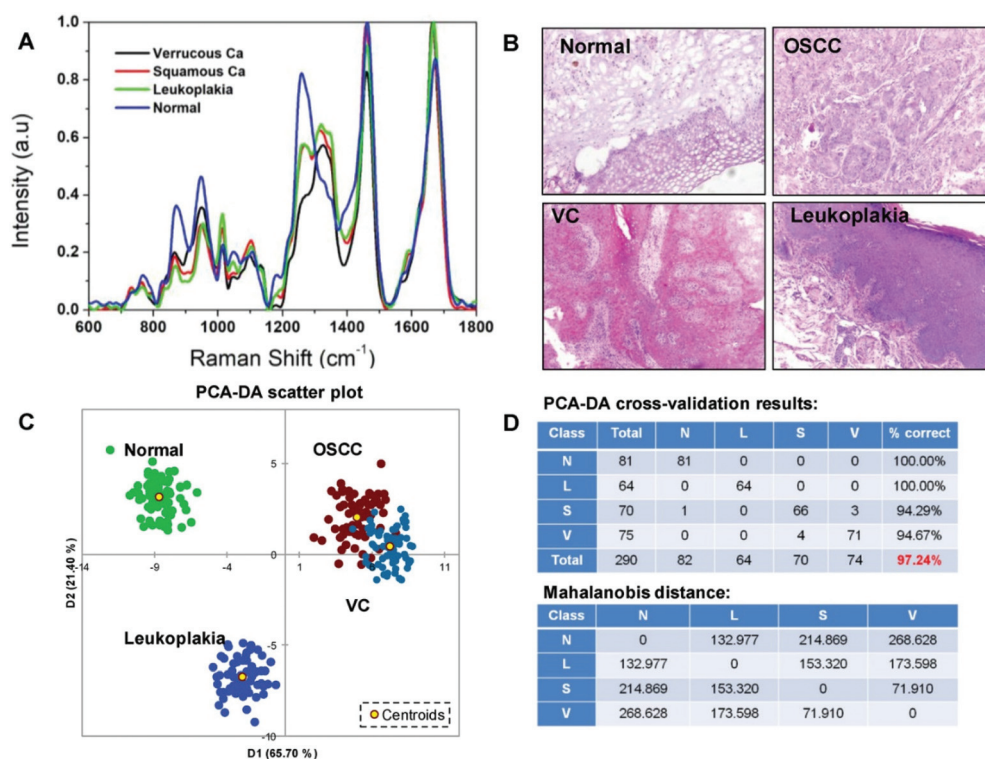 A
Verrucous Ca
Squamous Ca
Leukoplakia
Normal
1.0
0.8
0.6
0.4
0.2
0.0
Intensity (a.u)
600 800 1000 1200 1400 1600 1800
Raman Shift (cm⁻¹)
B
Normal
OSCC
VC
Leukoplakia
PCA-DA scatter plot
C
Normal
OSCC
VC
Leukoplakia
5
0
-5
-10
-14 -9 -4 1 6 11
D2 (21.40 %)
D1 (65.70 %)
Centroids
PCA-DA cross-validation results:
D
Class Total N L S V % correct
N 81 81 0 0 0 100.00%
L 64 0 64 0 0 100.00%
S 70 1 0 66 3 94.29%
V 75 0 0 4 71 94.67%
Total 290 82 64 70 74 97.24%
Mahalanobis distance:
Class N L S V
N 0 132.977 214.869 268.628
L 132.977 0 153.320 173.598
S 214.869 153.320 0 71.910
V 268.628 173.598 71.910 0